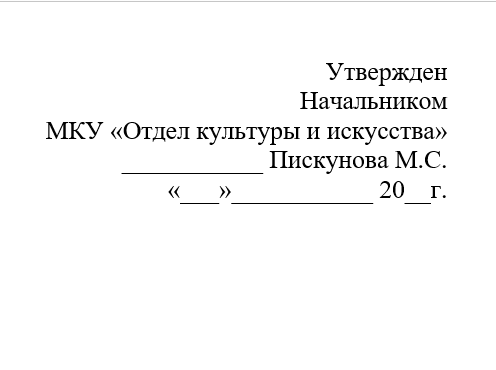 Утвержден
Начальником
МКУ «Отдел культуры и искусства»
___________ Пискунова М.С.
«___»___________ 20__г.